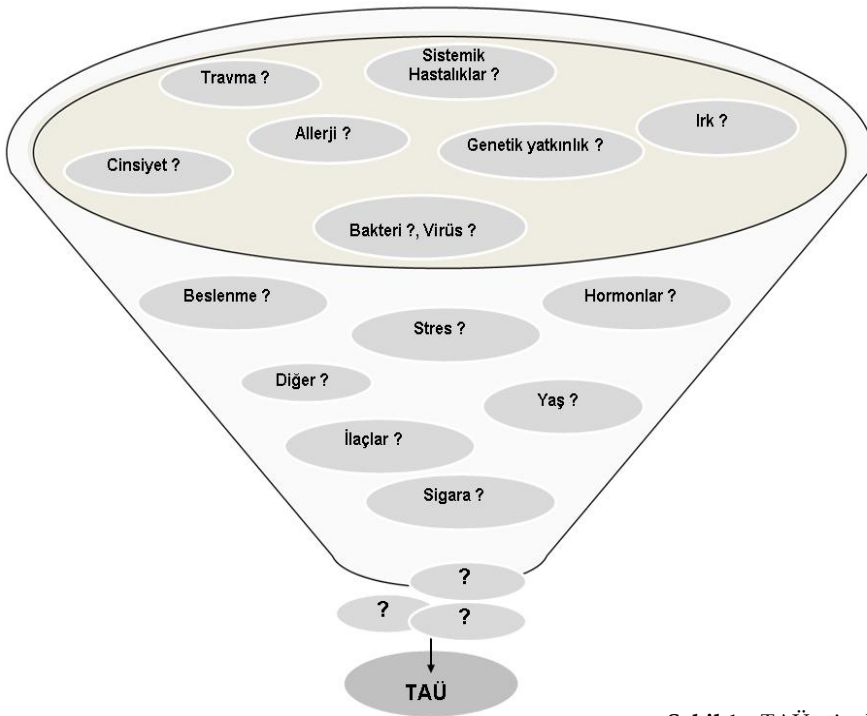 Sistemik
Hastalıklar ?
Travma ?
Irk ?
Allerji ?
Genetik yatkınlık ?
Cinsiyet ?
Bakteri ?, Virüs ?
Beslenme ?
Hormonlar ?
Stres ?
Diğer ?
Yaş ?
İlaçlar ?
Sigara ?
?
?
?
TAÜ